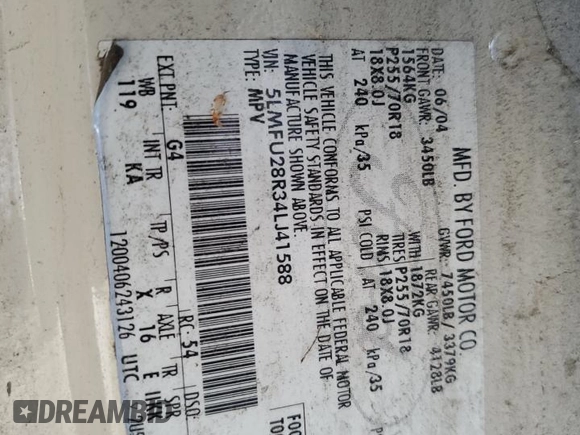 MFD. BY FORD MOTOR CO.
DATE: 06/04 GVWR: 7450LB/ 3379KG
FRONT GAWR: 3450LB REAR GAWR: 4128LB
1564KG WITH 1872KG
P255/70R18 TIRES P255/70R18
18X8.0J RIMS 18X8.0J
AT 240 kPa/35 PSI COLD AT 240 kPa/35
THIS VEHICLE CONFORMS TO ALL APPLICABLE FEDERAL MOTOR
VEHICLE SAFETY STANDARDS IN EFFECT ON THE DATE OF
MANUFACTURE SHOWN ABOVE.
VIN: 5LMFU28R34LJ41588
TYPE: MPV
EXT PNT: G4 RC: 54 DSO:
WB INT TR TP/PS R AXLE TR SPR
119 KA X 16 E
1200406243126 UTC
DREAMBID